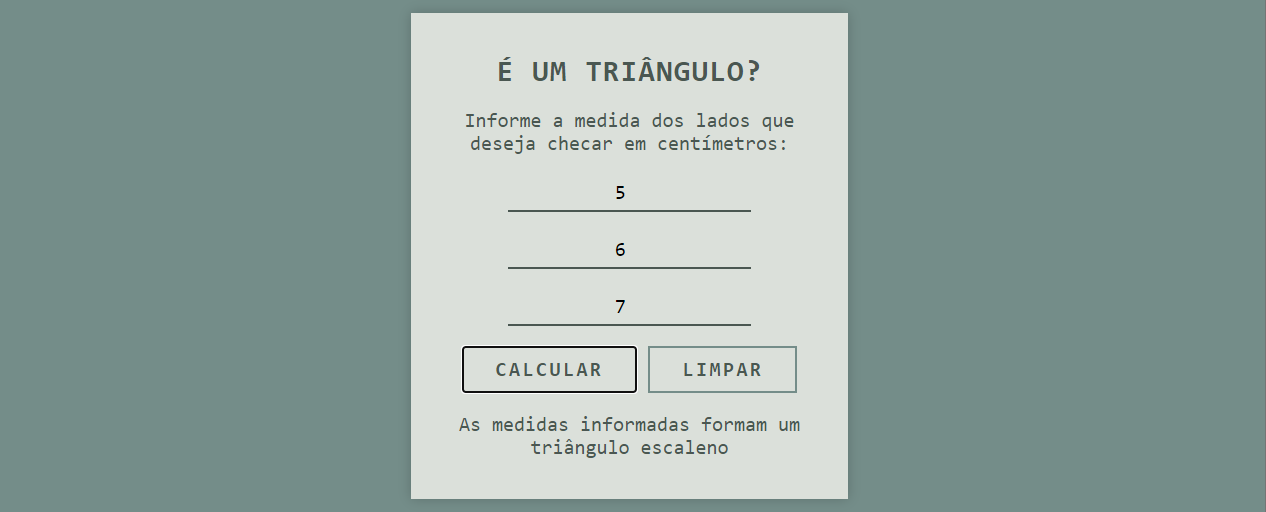 É UM TRIÂNGULO?
Informe a medida dos lados que
deseja checar em centímetros:
5
6
7
CALCULAR LIMPAR
As medidas informadas formam um
triângulo escaleno